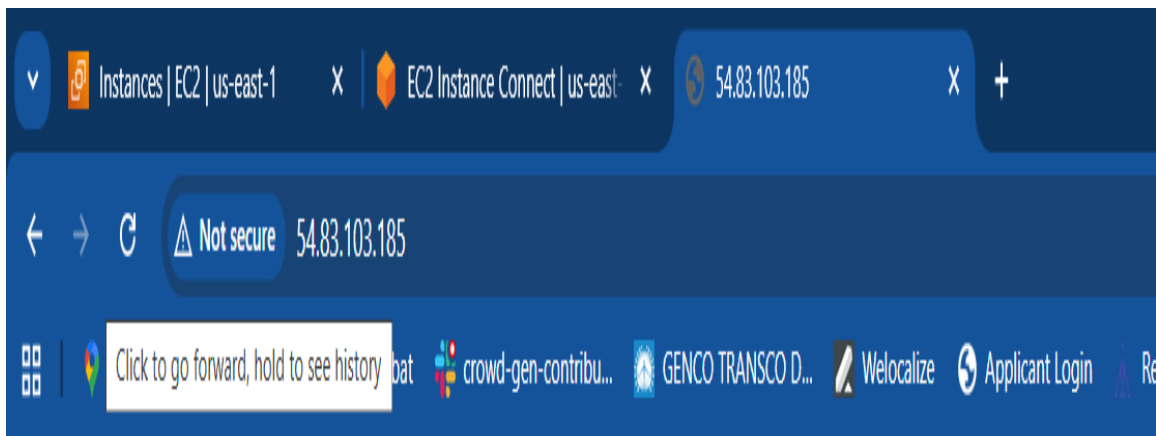 Instances | EC2 | us-east-1 EC2 Instance Connect | us-east- 54.83.103.185
Not secure 54.83.103.185
Click to go forward, hold to see history bat crowd-gen-contribu... GENCO TRANSCO D... Welocalize Applicant Login Re